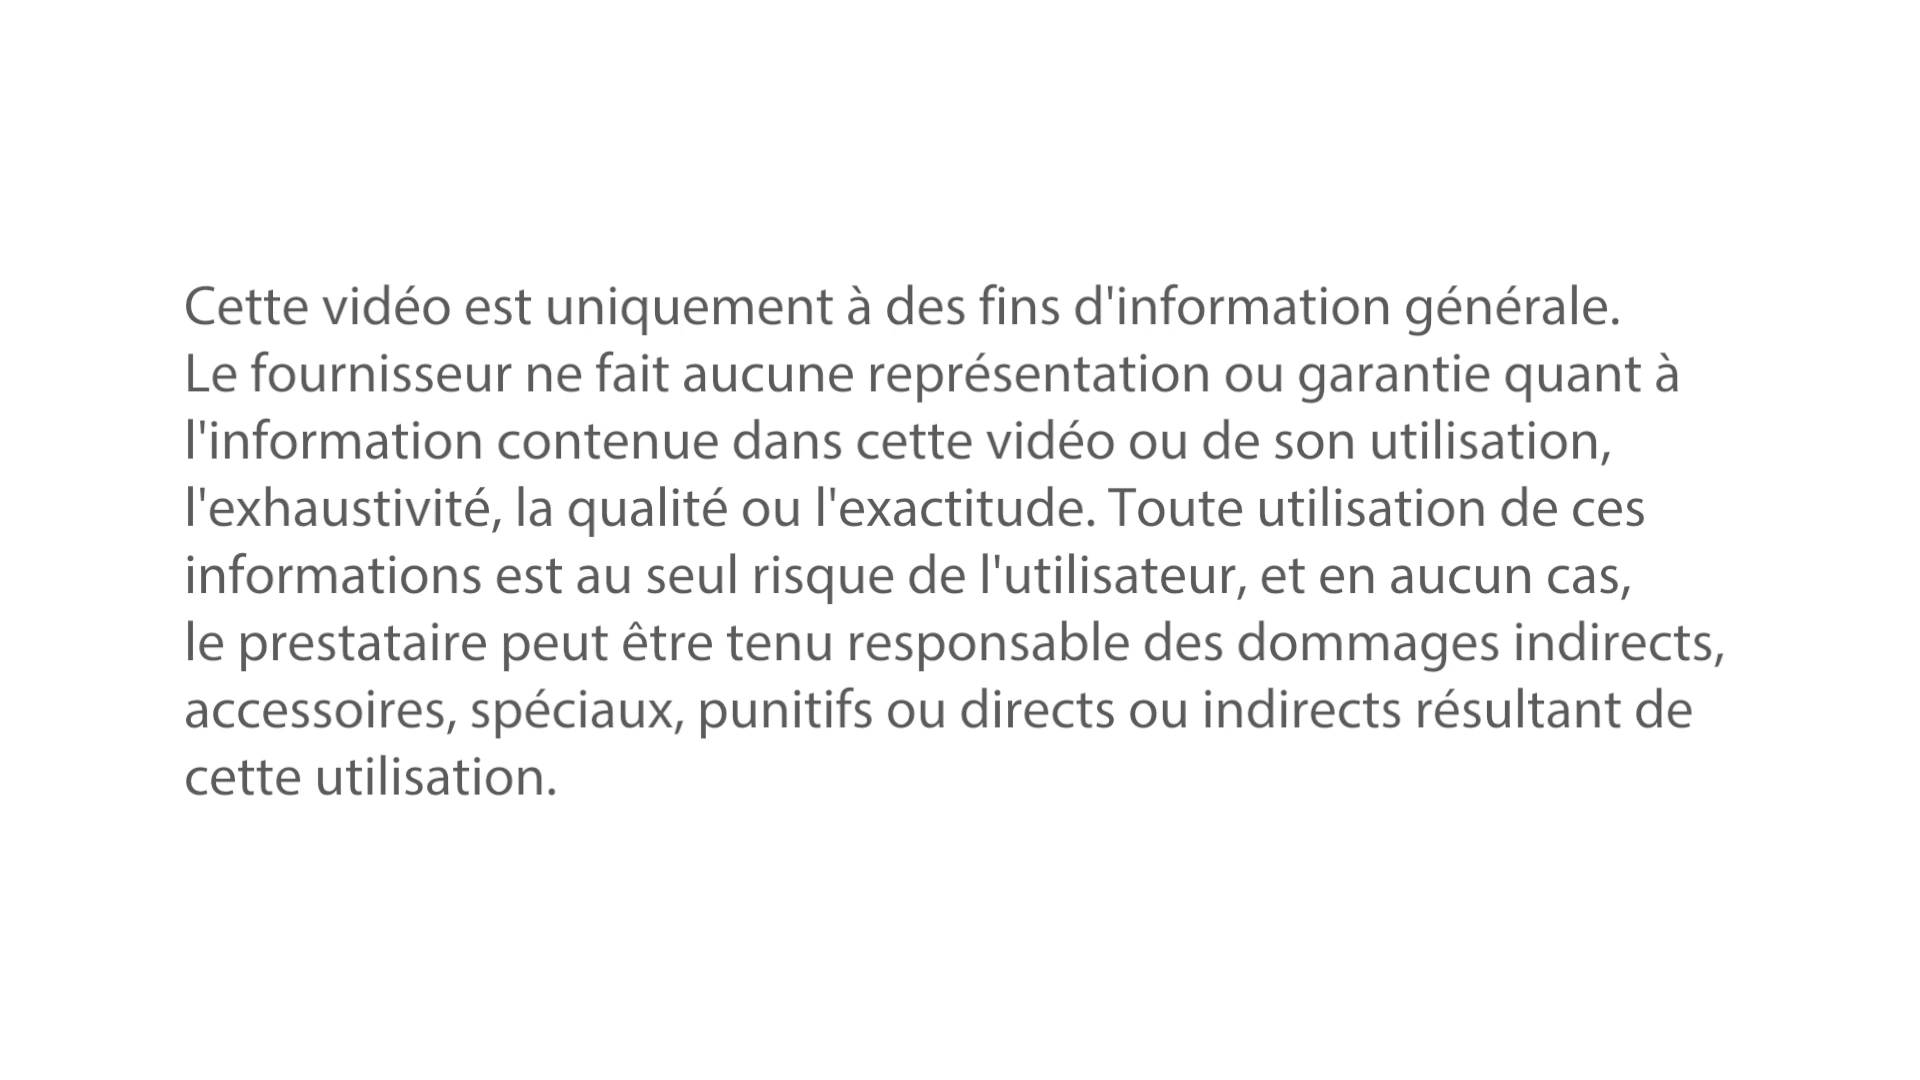 Cette vidéo est uniquement à des fins d'information générale.
Le fournisseur ne fait aucune représentation ou garantie quant à
l'information contenue dans cette vidéo ou de son utilisation,
l'exhaustivité, la qualité ou l'exactitude. Toute utilisation de ces
informations est au seul risque de l'utilisateur, et en aucun cas,
le prestataire peut être tenu responsable des dommages indirects,
accessoires, spéciaux, punitifs ou directs ou indirects résultant de
cette utilisation.